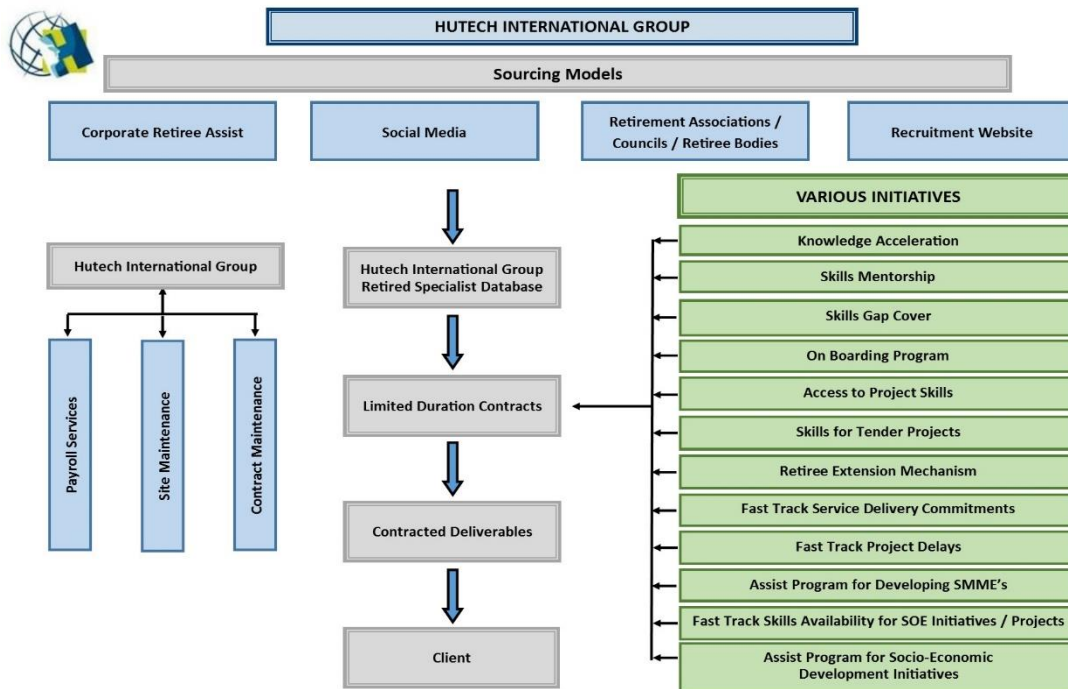 HUTECH INTERNATIONAL GROUP
Sourcing Models
Corporate Retiree Assist
Social Media
Retirement Associations /
Councils / Retiree Bodies
Recruitment Website
VARIOUS INITIATIVES
Hutech International Group
Payroll Services
Site Maintenance
Contract Maintenance
Hutech International Group
Retired Specialist Database
Limited Duration Contracts
Contracted Deliverables
Client
Knowledge Acceleration
Skills Mentorship
Skills Gap Cover
On Boarding Program
Access to Project Skills
Skills for Tender Projects
Retiree Extension Mechanism
Fast Track Service Delivery Commitments
Fast Track Project Delays
Assist Program for Developing SMME's
Fast Track Skills Availability for SOE Initiatives / Projects
Assist Program for Socio-Economic
Development Initiatives